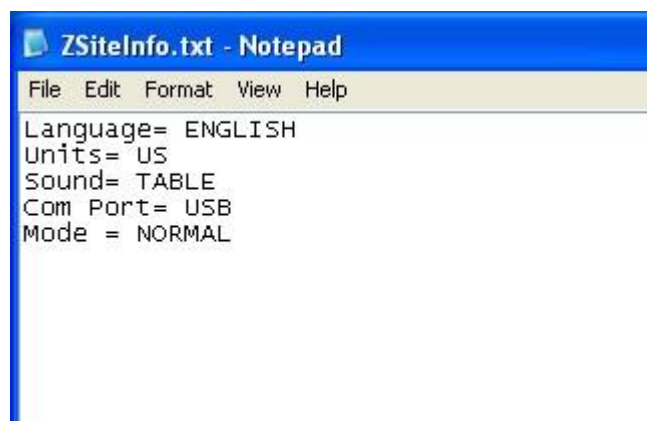 ZSiteInfo.txt - Notepad
File Edit Format View Help
Language= ENGLISH
Units= US
Sound= TABLE
Com Port= USB
Mode = NORMAL